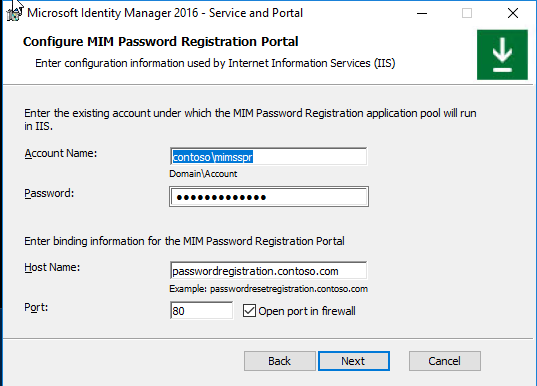 Microsoft Identity Manager 2016 - Service and Portal
Configure MIM Password Registration Portal
Enter configuration information used by Internet Information Services (IIS)
Enter the existing account under which the MIM Password Registration application pool will run
in IIS.
Account Name: contoso\mimsspr
Domain\Account
Password: •••••••••••••
Enter binding information for the MIM Password Registration Portal
Host Name: passwordregistration.contoso.com
Example: passwordresetregistration.contoso.com
Port: 80 Open port in firewall
Back Next Cancel